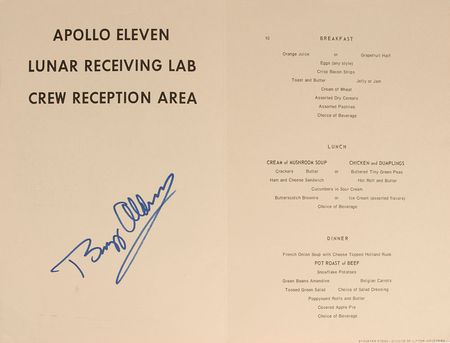 APOLLO ELEVEN
LUNAR RECEIVING LAB
CREW RECEPTION AREA
Buzz Aldrin
BREAKFAST
Orange Juice or Grapefruit Half
Eggs (any style)
Crisp Bacon Strips
Toast and Butter Jelly or Jam
Cream of Wheat
Assorted Dry Cereals
Assorted Pastries
Choice of Beverage
LUNCH
CREAM of MUSHROOM SOUP CHICKEN and DUMPLINGS
Crackers Butter or Buttered Tiny Green Peas
Ham and Cheese Sandwich Hot Roll and Butter
Cucumbers in Sour Cream
Butterscotch Brownie or Ice Cream (assorted flavors)
Choice of Beverage
DINNER
French Onion Soup with Cheese Topped Holland Rusk
POT ROAST of BEEF
Snowflake Potatoes
Green Beans Amandine Belgian Carrots
Tossed Green Salad Choice of Salad Dressing
Poppyseed Rolls and Butter
Covered Apple Pie
Choice of Beverage